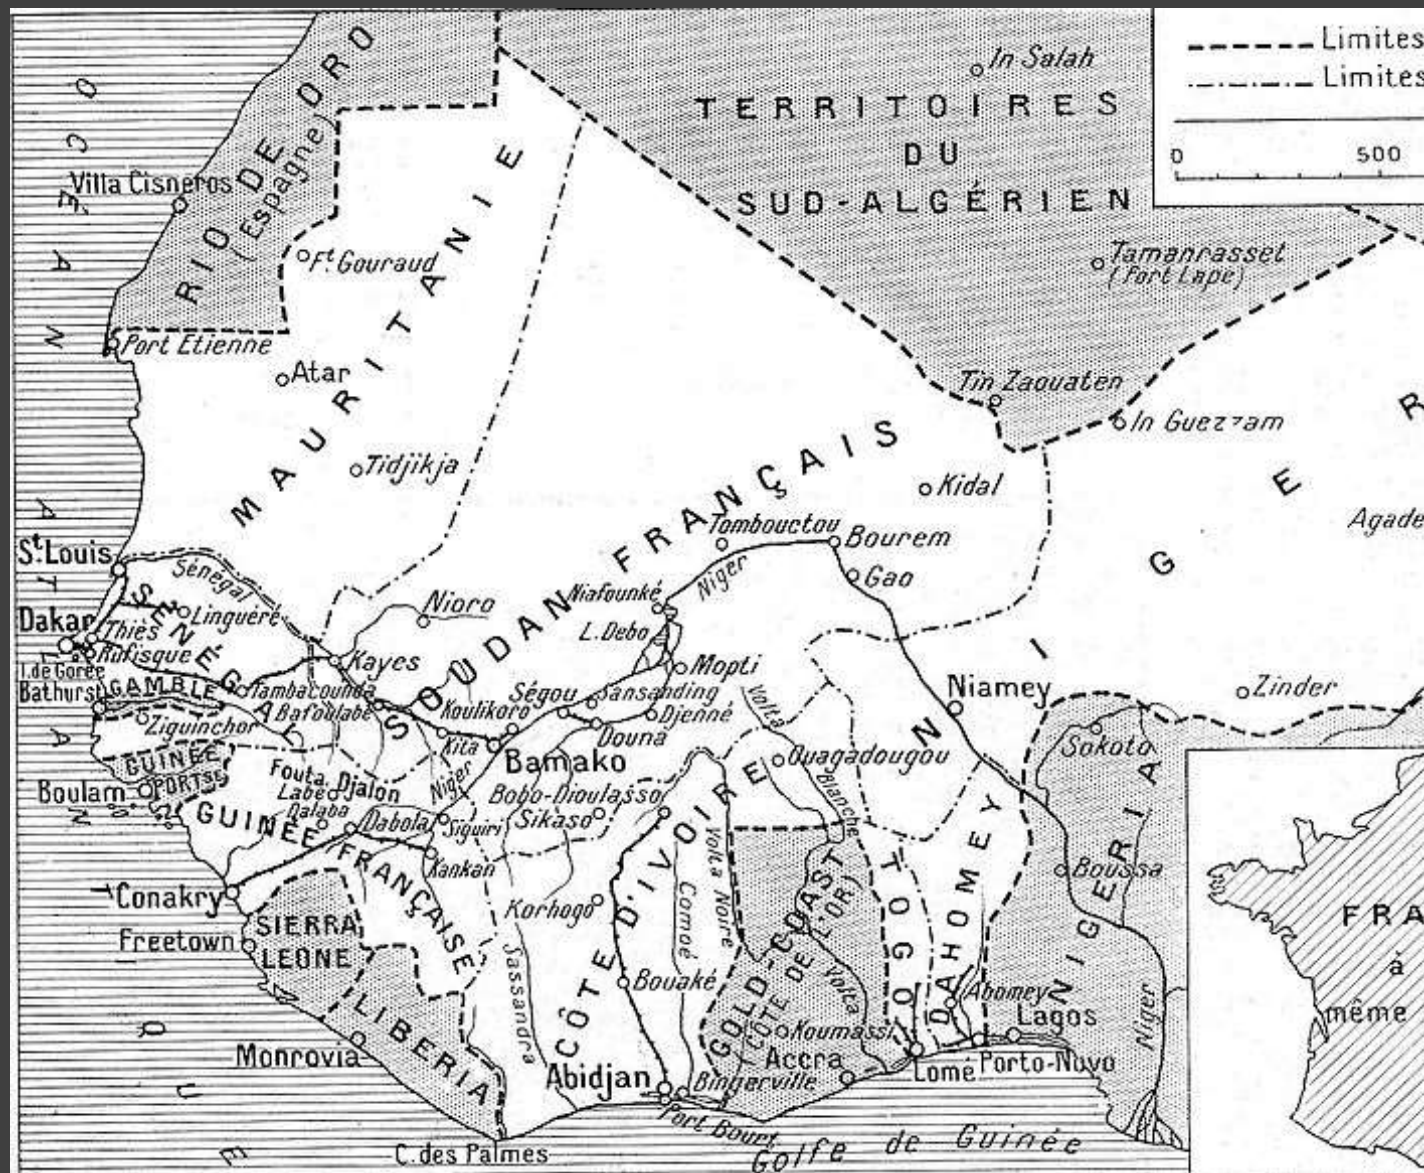 Limites
Limites
0 500
In Salah
TERRITOIRES
DU
SUD-ALGÉRIEN
Tamanrasset
(Fort Lape)
OCÉAN ATLANTIQUE
RIO DE ORO
(Espagne)
Villa Cisneros
Ft. Gouraud
Port Etienne
MAURITANIE
Atar
Tidjikja
Tin Zaouaten
In Guezzam
Kidal
Agade
NIGER
SOUDAN FRANÇAIS
Tombouctou
Bourem
Gao
Niger
Niafounké
L. Debo
Mopti
St. Louis
Sénégal
SÉNÉGAL
Linguère
Nioro
Dakar
Thiès
Rufisque
I. de Gorée
Kayes
Bathurst
GAMBLE
Tambacounda
Bafoulabé
Koulikoro
Ségou
Sansanding
Djenné
Douna
Kita
Bamako
Volta
Niamey
Zinder
Sokoto
Ziguinchor
GUINÉE
PORTSE
Boulam.
Fouta Djalon
Labé
Dalaba
Niger
Bobo-Dioulasso
Sikaso
Ouagadougou
Blanche
GUINÉE FRANÇAISE
Dabola
Siguiri
Kankan
Conakry
Korhogo
CÔTE D'IVOIRE
Comoé
Volta Noire
GOLD-COAST
(CÔTE DE L'OR)
TOGO
DAHOMEY
NIGERIA
Boussa
SIERRA
LEONE
Freetown
LIBERIA
Monrovia
Sassandra
Bouaké
Volta
Koumassi
Abomey
Lagos
Niger
Accra
Lomé
Porto-Novo
Abidjan
Bingerville
Port Bouet
C. des Palmes
Golfe de Guinée
FRA
à
même